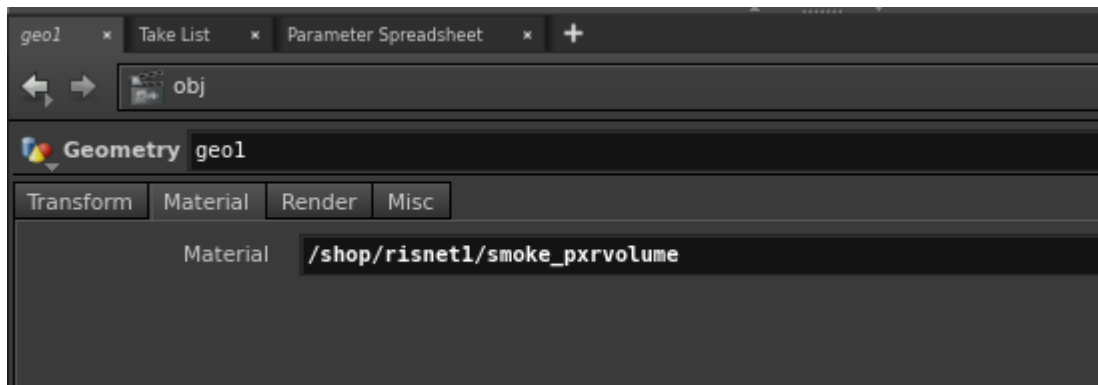 geo1 × Take List × Parameter Spreadsheet × +
obj
Geometry geo1
Transform Material Render Misc
Material /shop/risnet1/smoke_pxrvolume